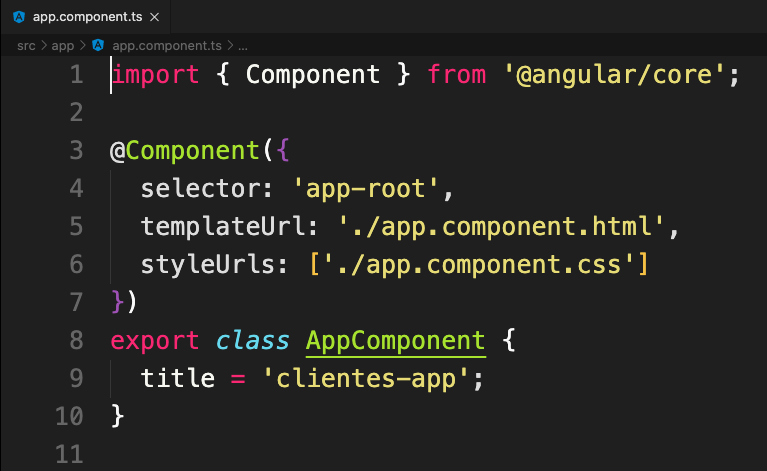 app.component.ts ×
src > app > app.component.ts > ...
1 import { Component } from '@angular/core';
2
3 @Component({
4   selector: 'app-root',
5   templateUrl: './app.component.html',
6   styleUrls: ['./app.component.css']
7 })
8 export class AppComponent {
9   title = 'clientes-app';
10 }
11